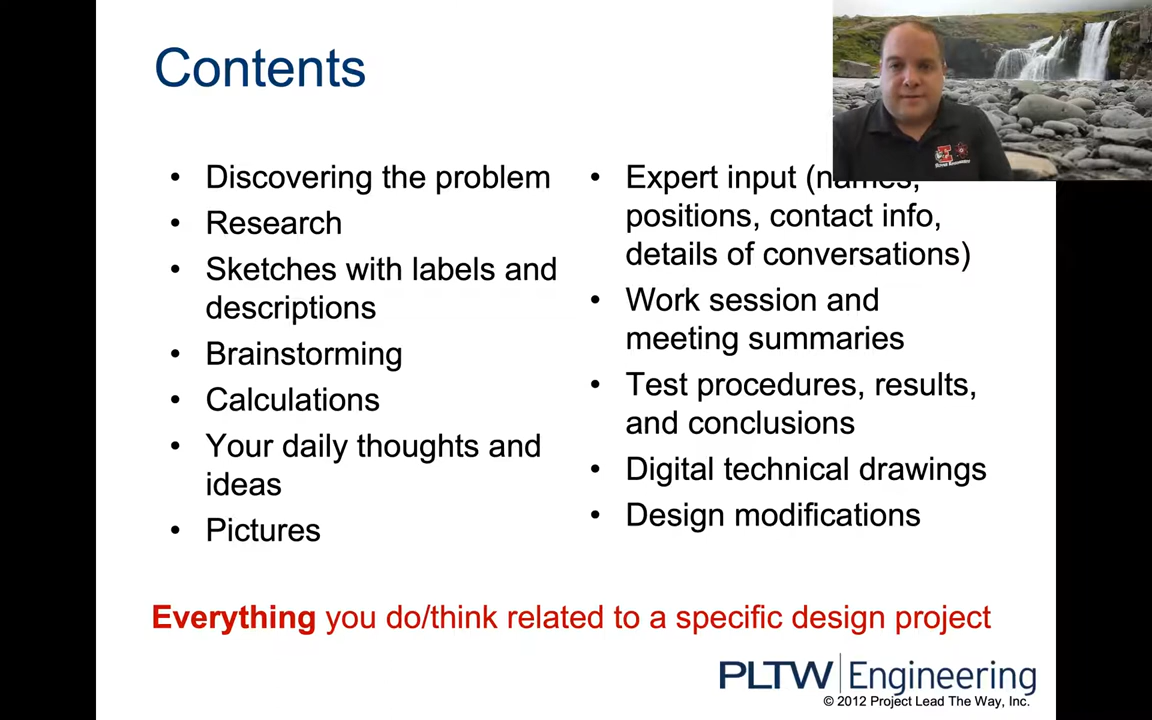 Contents
• Discovering the problem
• Research
• Sketches with labels and
descriptions
• Brainstorming
• Calculations
• Your daily thoughts and
ideas
• Pictures
• Expert input (names,
positions, contact info,
details of conversations)
• Work session and
meeting summaries
• Test procedures, results,
and conclusions
• Digital technical drawings
• Design modifications
Everything you do/think related to a specific design project
PLTW Engineering
© 2012 Project Lead The Way, Inc.